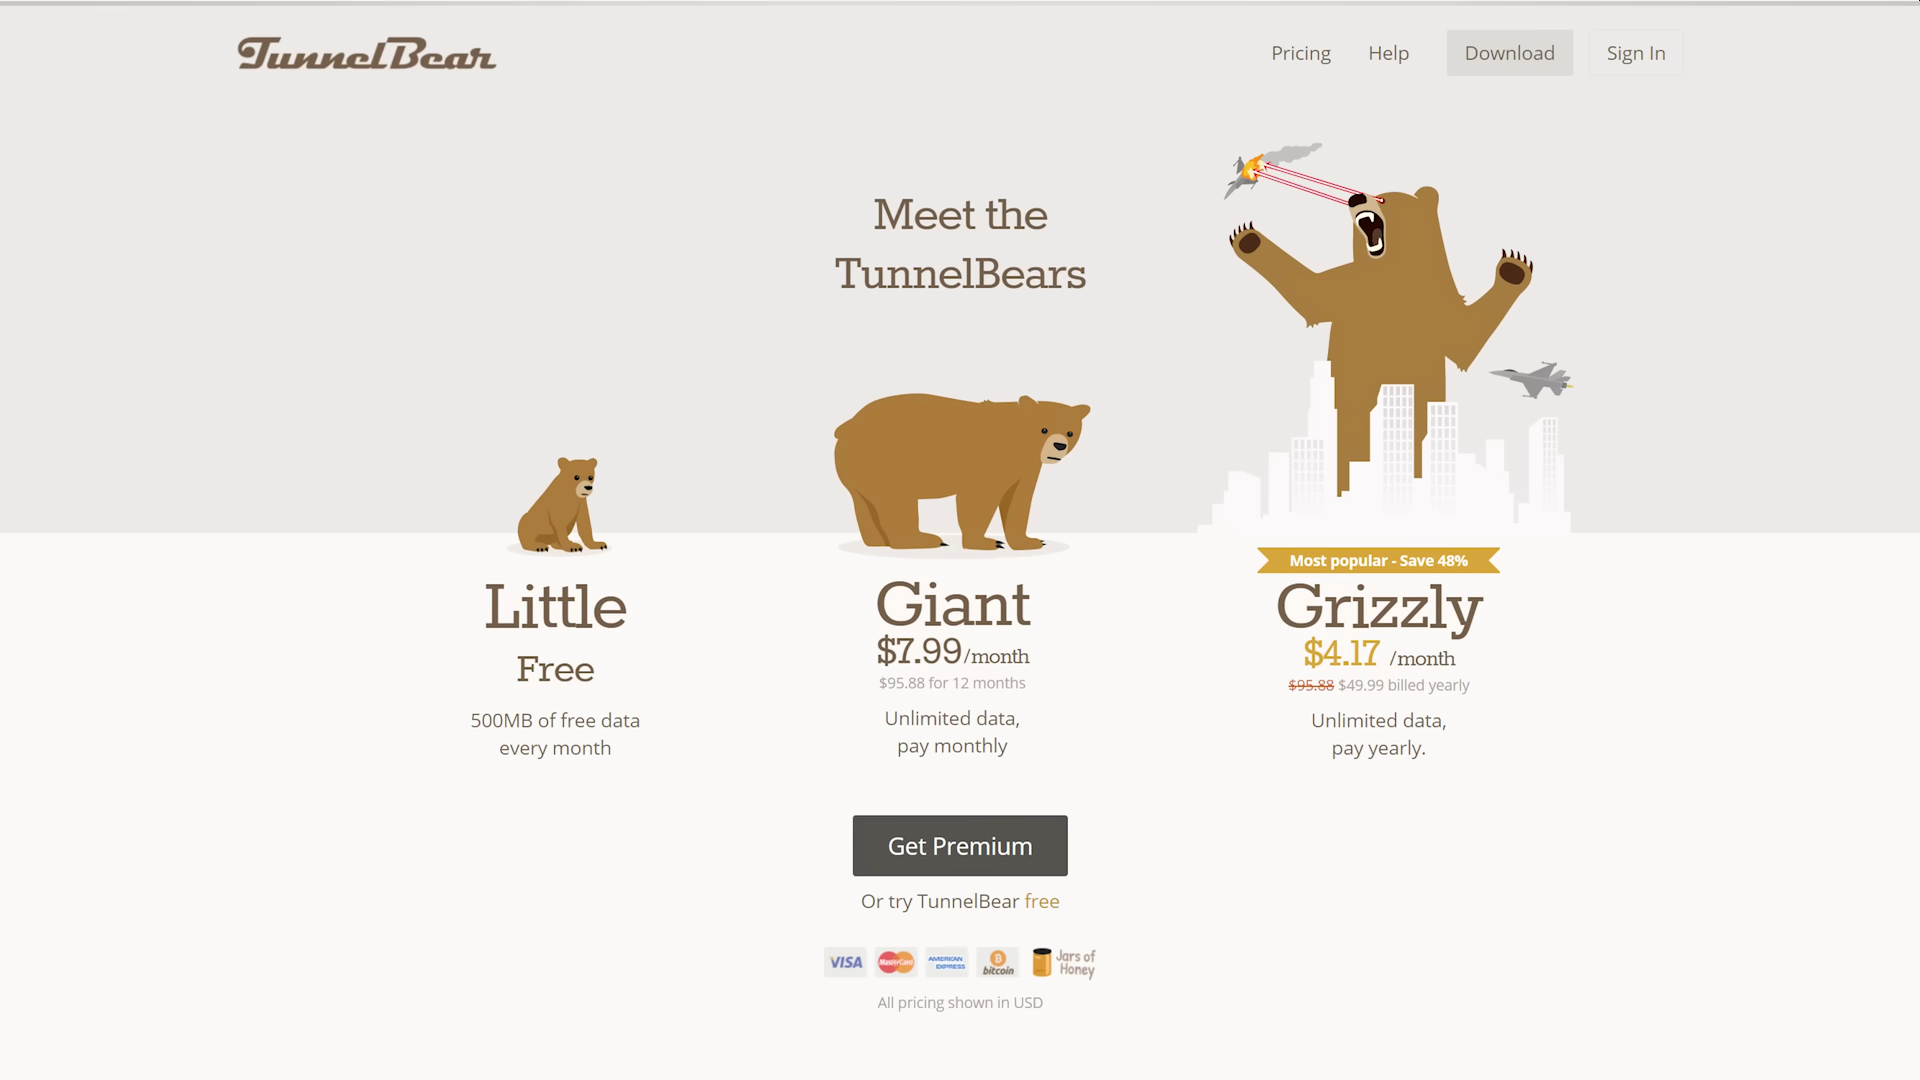 TunnelBear
Pricing
Help
Download
Sign In
Meet the
TunnelBears
Little
Free
500MB of free data
every month
Giant
$7.99/month
$95.88 for 12 months
Unlimited data,
pay monthly
Most popular - Save 48%
Grizzly
$4.17 /month
$95.88 $49.99 billed yearly
Unlimited data,
pay yearly.
Get Premium
Or try TunnelBear free
VISA
MasterCard
AMERICAN
EXPRESS
bitcoin
Jars of
Honey
All pricing shown in USD